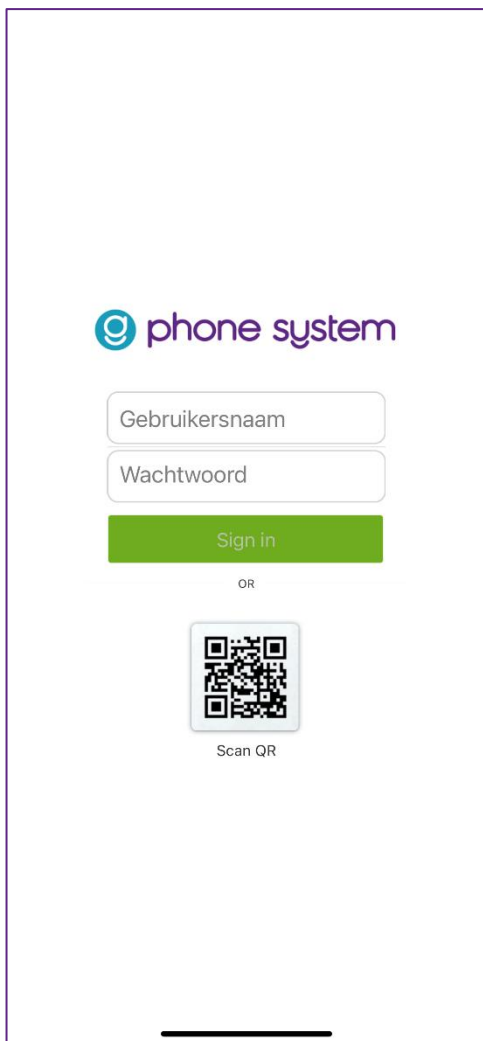 g phone system
Gebruikersnaam
Wachtwoord
Sign in
OR
Scan QR